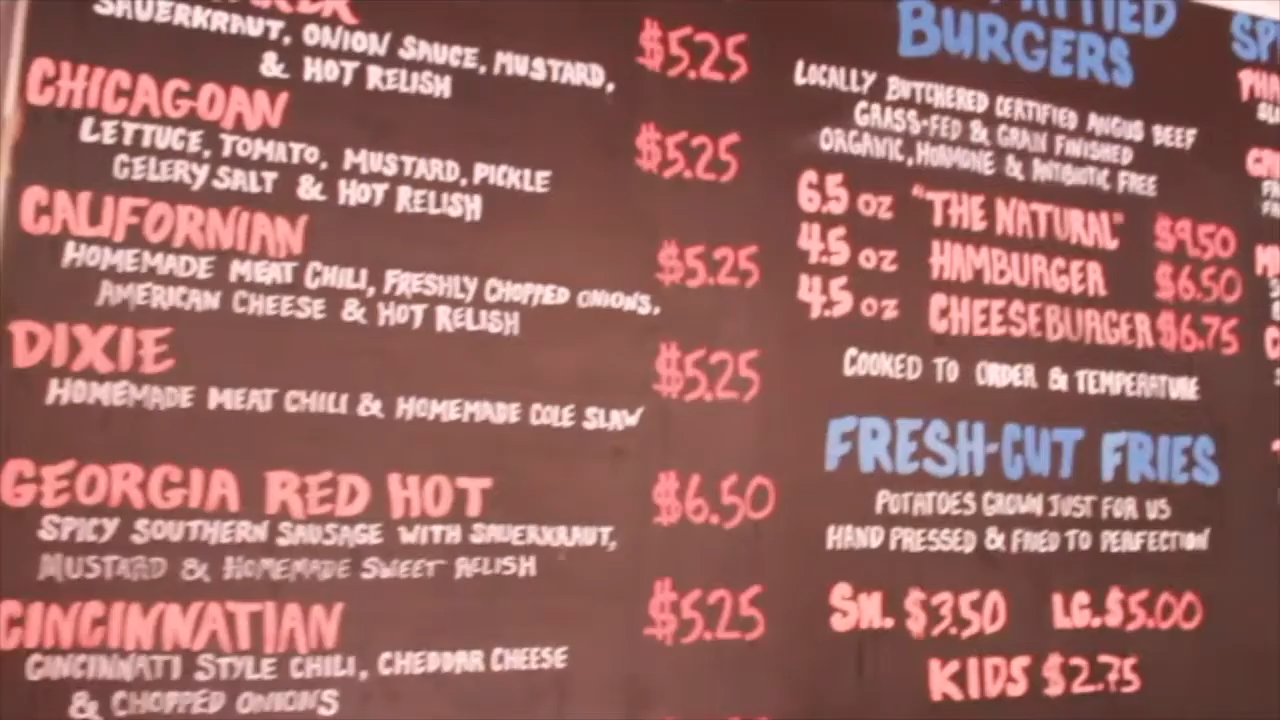 SAUERKRAUT, ONION SAUCE, MUSTARD,
& HOT RELISH
$5.25
CHICAGOAN
LETTUCE, TOMATO, MUSTARD, PICKLE
CELERY SALT & HOT RELISH
$5.25
CALIFORNIAN
HOMEMADE MEAT CHILI, FRESHLY CHOPPED ONIONS,
AMERICAN CHEESE & HOT RELISH
$5.25
DIXIE
HOMEMADE MEAT CHILI & HOMEMADE COLE SLAW
$5.25
GEORGIA RED HOT
SPICY SOUTHERN SAUSAGE WITH SAUERKRAUT,
MUSTARD & HOMEMADE SWEET RELISH
$6.50
CINCINNATIAN
CINCINNATI STYLE CHILI, CHEDDAR CHEESE
& CHOPPED ONIONS
$5.25
BURGERS
LOCALLY BUTCHERED CERTIFIED ANGUS BEEF
GRASS-FED & GRAIN FINISHED
ORGANIC, HORMONE & ANTIBIOTIC FREE
6.5 OZ "THE NATURAL" $9.50
4.5 OZ HAMBURGER $6.50
4.5 OZ CHEESEBURGER $6.75
COOKED TO ORDER & TEMPERATURE
FRESH-CUT FRIES
POTATOES GROWN JUST FOR US
HAND PRESSED & FRIED TO PERFECTION
SM. $3.50 LG. $5.00
KIDS $2.75